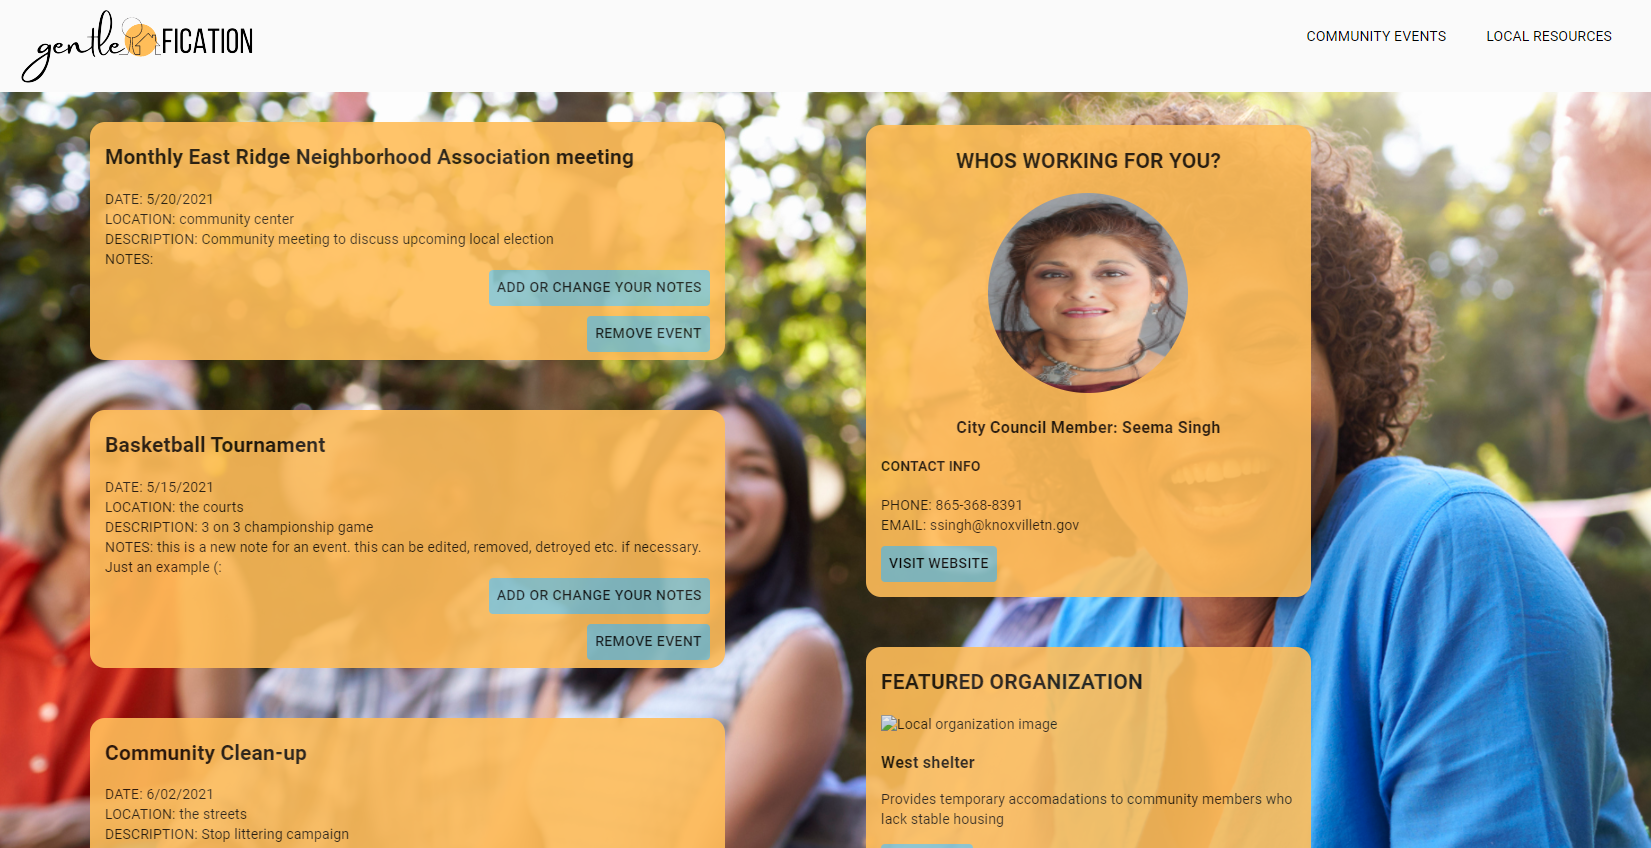 gentle FICATION
COMMUNITY EVENTS
LOCAL RESOURCES
Monthly East Ridge Neighborhood Association meeting
DATE: 5/20/2021
LOCATION: community center
DESCRIPTION: Community meeting to discuss upcoming local election
NOTES:
ADD OR CHANGE YOUR NOTES
REMOVE EVENT
Basketball Tournament
DATE: 5/15/2021
LOCATION: the courts
DESCRIPTION: 3 on 3 championship game
NOTES: this is a new note for an event. this can be edited, removed, detroyed etc. if necessary.
Just an example (:
ADD OR CHANGE YOUR NOTES
REMOVE EVENT
Community Clean-up
DATE: 6/02/2021
LOCATION: the streets
DESCRIPTION: Stop littering campaign
WHOS WORKING FOR YOU?
City Council Member: Seema Singh
CONTACT INFO
PHONE: 865-368-8391
EMAIL: ssingh@knoxvilletn.gov
VISIT WEBSITE
FEATURED ORGANIZATION
Local organization image
West shelter
Provides temporary accomadations to community members who
lack stable housing